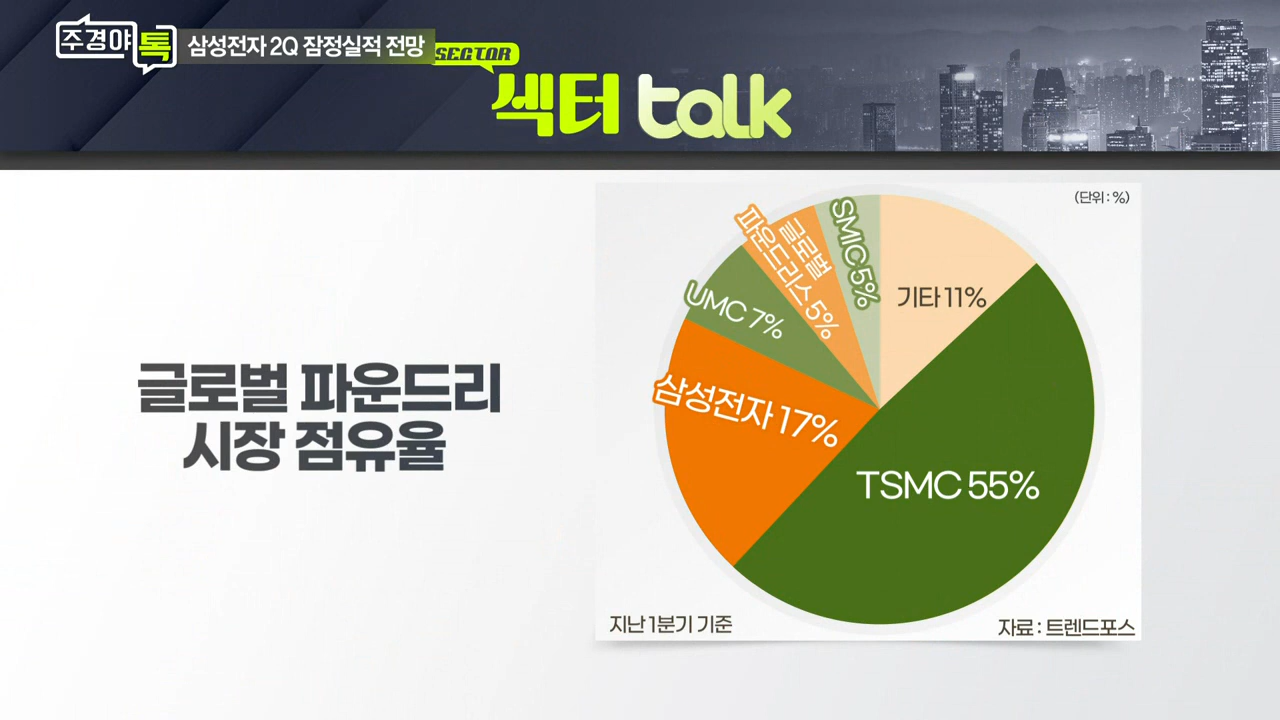 주경야
톡
삼성전자 2Q 잠정실적 전망
SECTOR
섹터 talk
글로벌 파운드리
시장 점유율
(단위 : %)
기타 11%
TSMC 55%
삼성전자 17%
UMC 7%
글로벌
파운드리스 5%
SMIC 5%
지난 1분기 기준
자료 : 트렌드포스